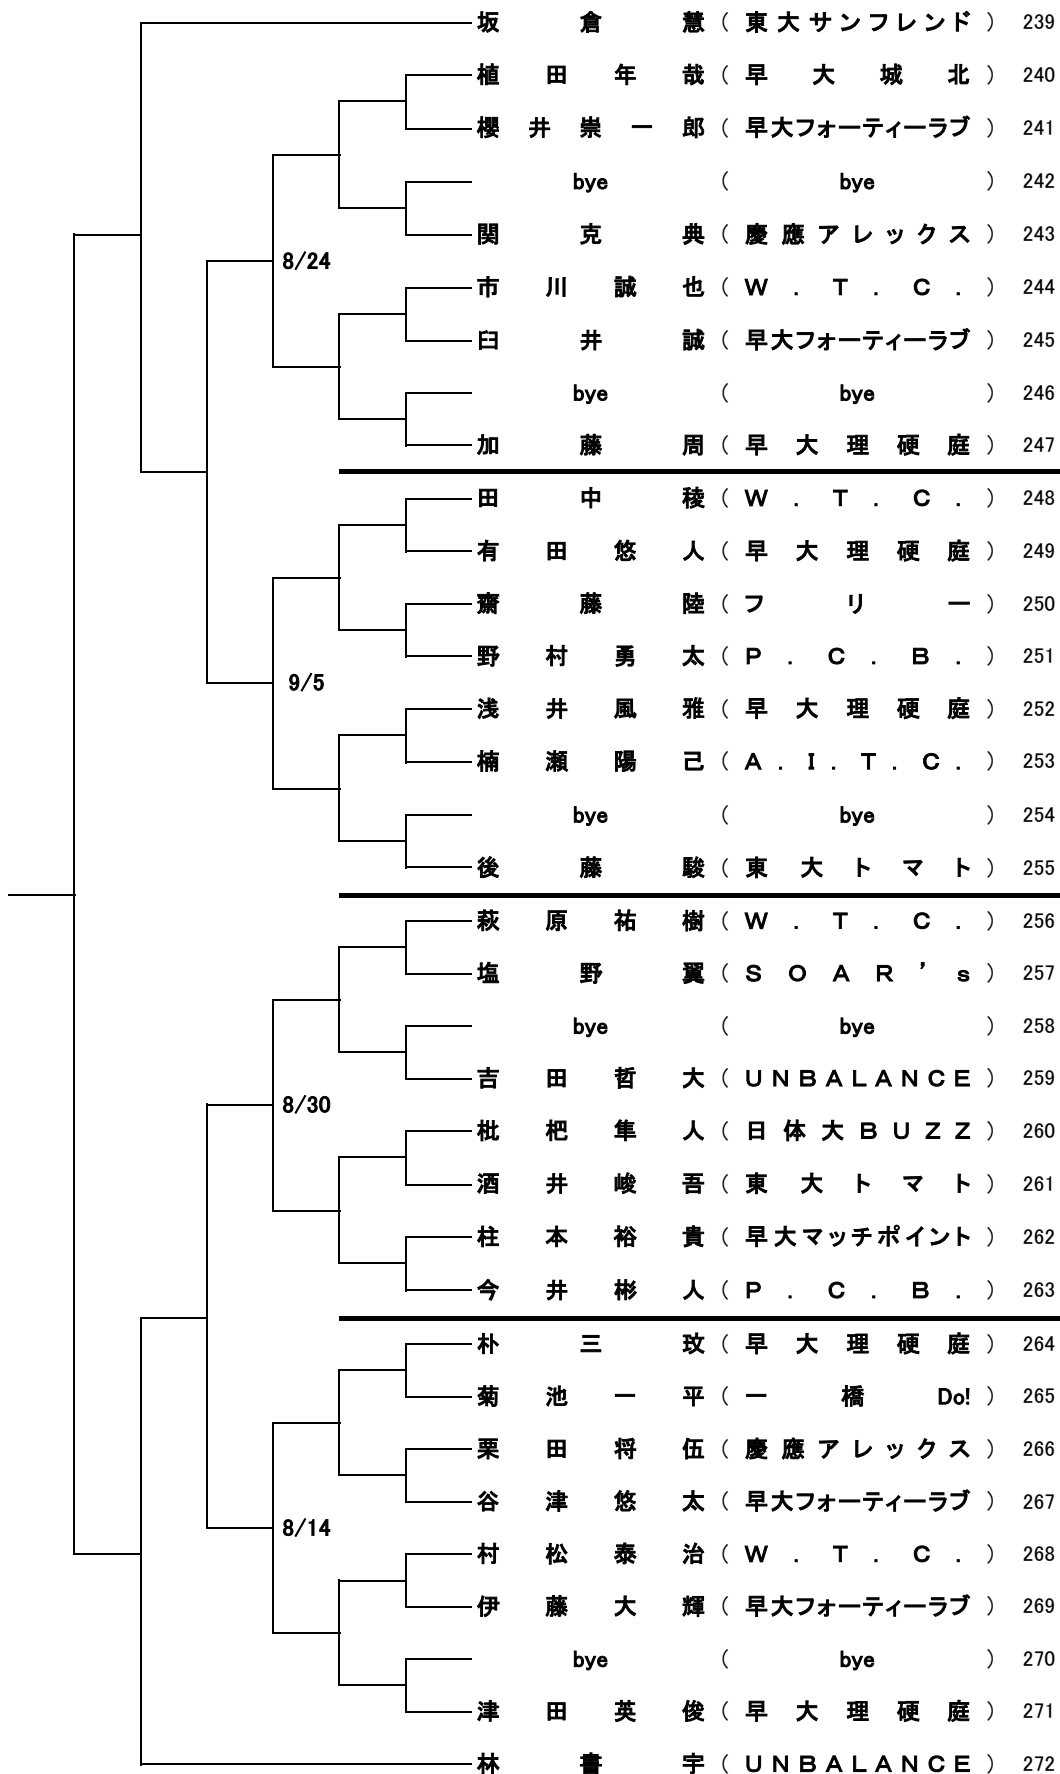 坂倉慧（東大サンフレンド）239
植田年哉（早大城北）240
櫻井崇一郎（早大フォーティーラブ）241
bye（bye）242
関克典（慶應アレックス）243
8/24
市川誠也（W.T.C.）244
臼井誠（早大フォーティーラブ）245
bye（bye）246
加藤周（早大理硬庭）247
田中稜（W.T.C.）248
有田悠人（早大理硬庭）249
齋藤陸（フリー）250
野村勇太（P.C.B.）251
9/5
浅井風雅（早大理硬庭）252
楠瀬陽己（A.I.T.C.）253
bye（bye）254
後藤駿（東大トマト）255
萩原祐樹（W.T.C.）256
塩野翼（SOAR’s）257
bye（bye）258
吉田哲大（UNBALANCE）259
8/30
枇杷隼人（日体大BUZZ）260
酒井峻吾（東大トマト）261
柱本裕貴（早大マッチポイント）262
今井彬人（P.C.B.）263
朴三玟（早大理硬庭）264
菊池一平（一橋Do!）265
栗田将伍（慶應アレックス）266
谷津悠太（早大フォーティーラブ）267
8/14
村松泰治（W.T.C.）268
伊藤大輝（早大フォーティーラブ）269
bye（bye）270
津田英俊（早大理硬庭）271
林書宇（UNBALANCE）272